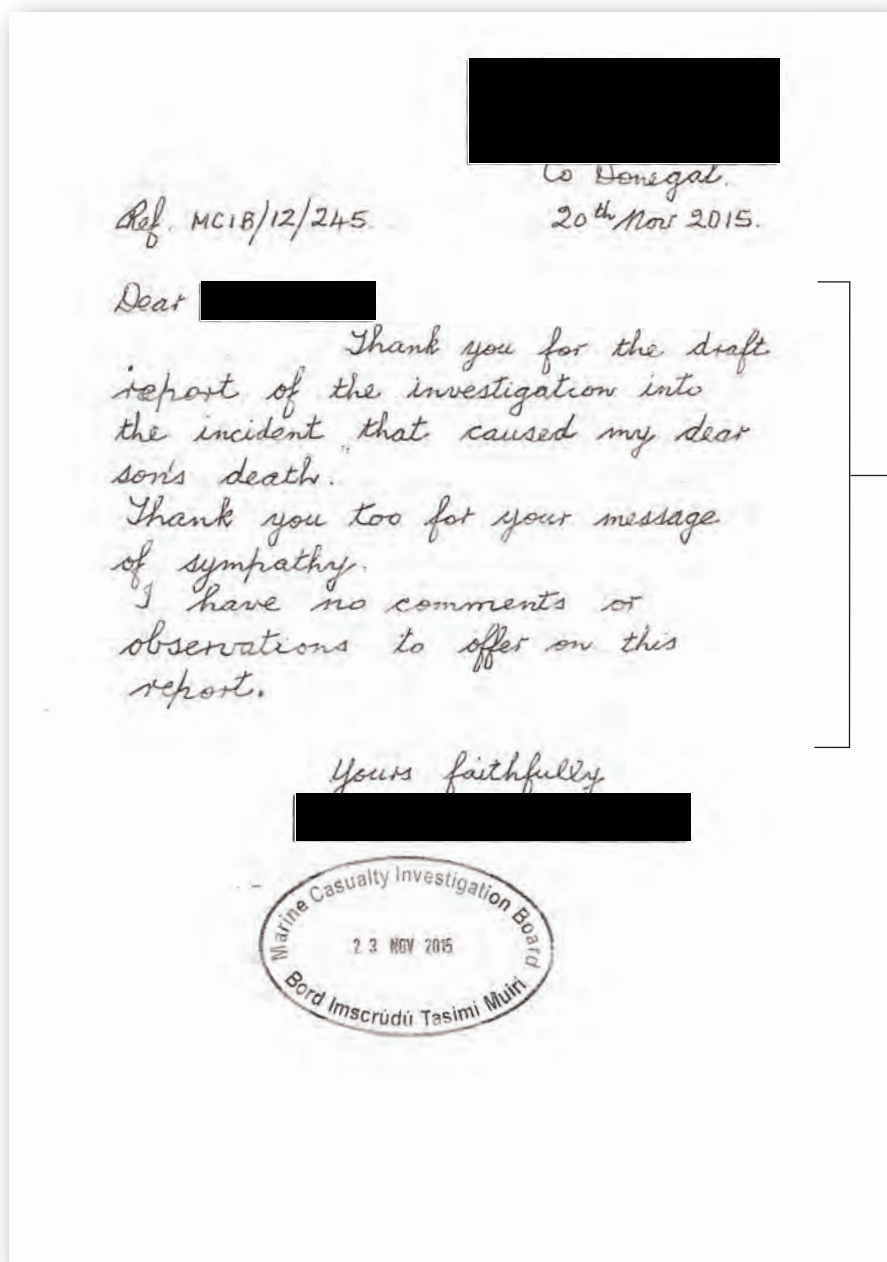 Co Donegal.
Ref. MCIB/12/245.
20th Nov 2015.
Dear
Thank you for the draft
report of the investigation into
the incident that caused my dear
son's death.
Thank you too for your message
of sympathy.
I have no comments or
observations to offer on this
report.
Yours faithfully
Marine Casualty Investigation Board
23 NOV 2015
Bord Imscrúdú Taismí Muirí